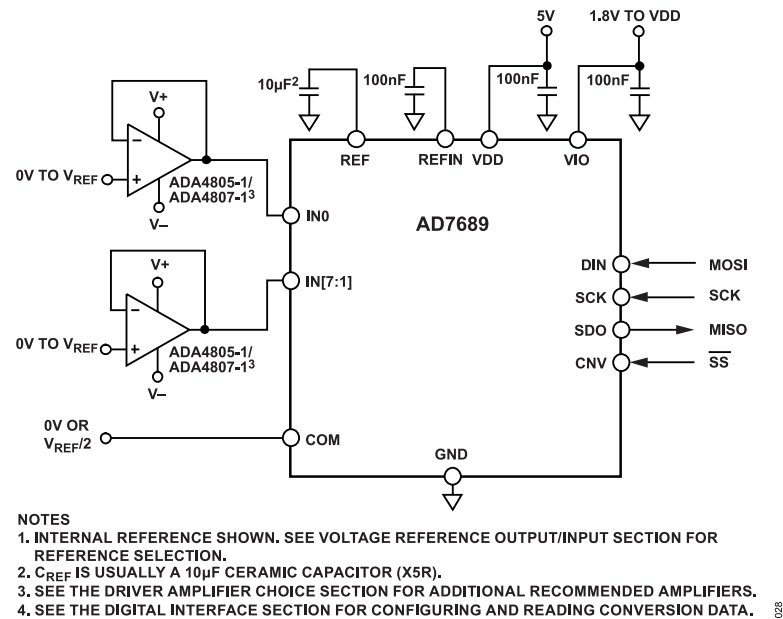 5V
1.8V TO VDD
10µF2
100nF
100nF
100nF
V+
−
+
0V TO VREF
ADA4805-1/
ADA4807-13
V−
REF
REFIN
VDD
VIO
AD7689
IN0
V+
IN[7:1]
−
+
0V TO VREF
ADA4805-1/
ADA4807-13
V−
DIN
MOSI
SCK
SCK
SDO
MISO
CNV
SS
0V OR
VREF/2
COM
GND
NOTES
1. INTERNAL REFERENCE SHOWN. SEE VOLTAGE REFERENCE OUTPUT/INPUT SECTION FOR
REFERENCE SELECTION.
2. CREF IS USUALLY A 10µF CERAMIC CAPACITOR (X5R).
3. SEE THE DRIVER AMPLIFIER CHOICE SECTION FOR ADDITIONAL RECOMMENDED AMPLIFIERS.
4. SEE THE DIGITAL INTERFACE SECTION FOR CONFIGURING AND READING CONVERSION DATA.
028